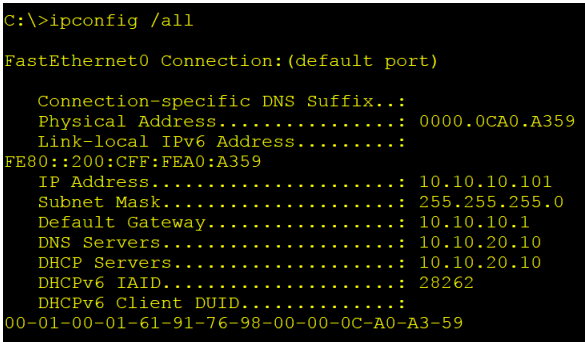 C:\>ipconfig /all
FastEthernet0 Connection:(default port)
Connection-specific DNS Suffix..:
Physical Address................: 0000.0CA0.A359
Link-local IPv6 Address.........:
FE80::200:CFF:FEA0:A359
IP Address......................: 10.10.10.101
Subnet Mask.....................: 255.255.255.0
Default Gateway.................: 10.10.10.1
DNS Servers.....................: 10.10.20.10
DHCP Servers....................: 10.10.20.10
DHCPv6 IAID.....................: 28262
DHCPv6 Client DUID..............:
00-01-00-01-61-91-76-98-00-00-0C-A0-A3-59